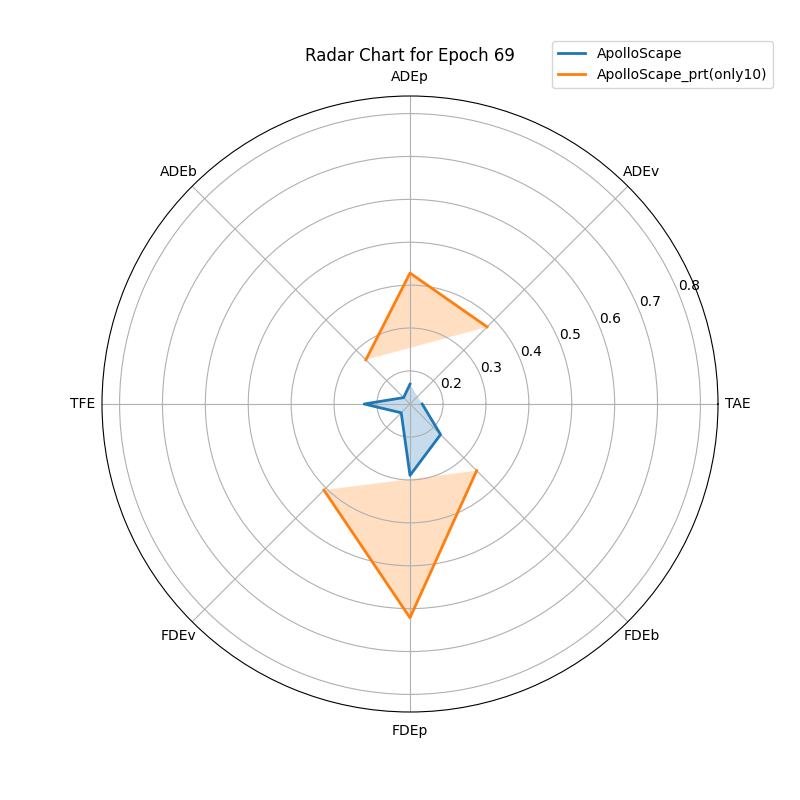 Radar Chart for Epoch 69
ApolloScape
ApolloScape_prt(only10)
ADEp
ADEb
ADEv
0.8
0.7
0.6
0.5
0.4
0.3
0.2
TFE
TAE
FDEv
FDEb
FDEp